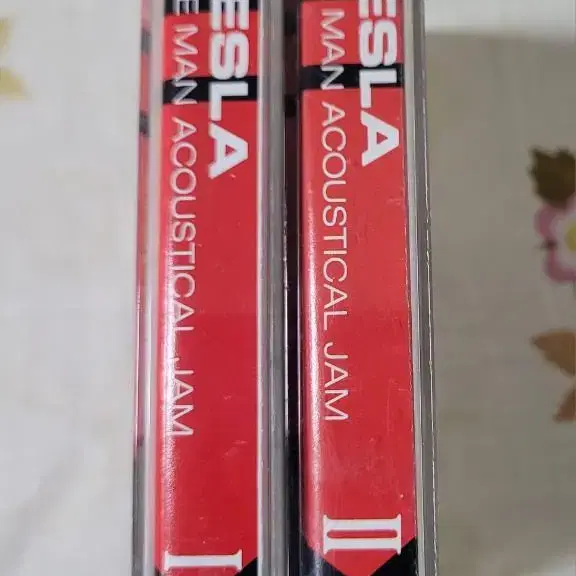 ESLA
E MAN ACOUSTICAL JAM
I
ESLA
MAN ACOUSTICAL JAM
II